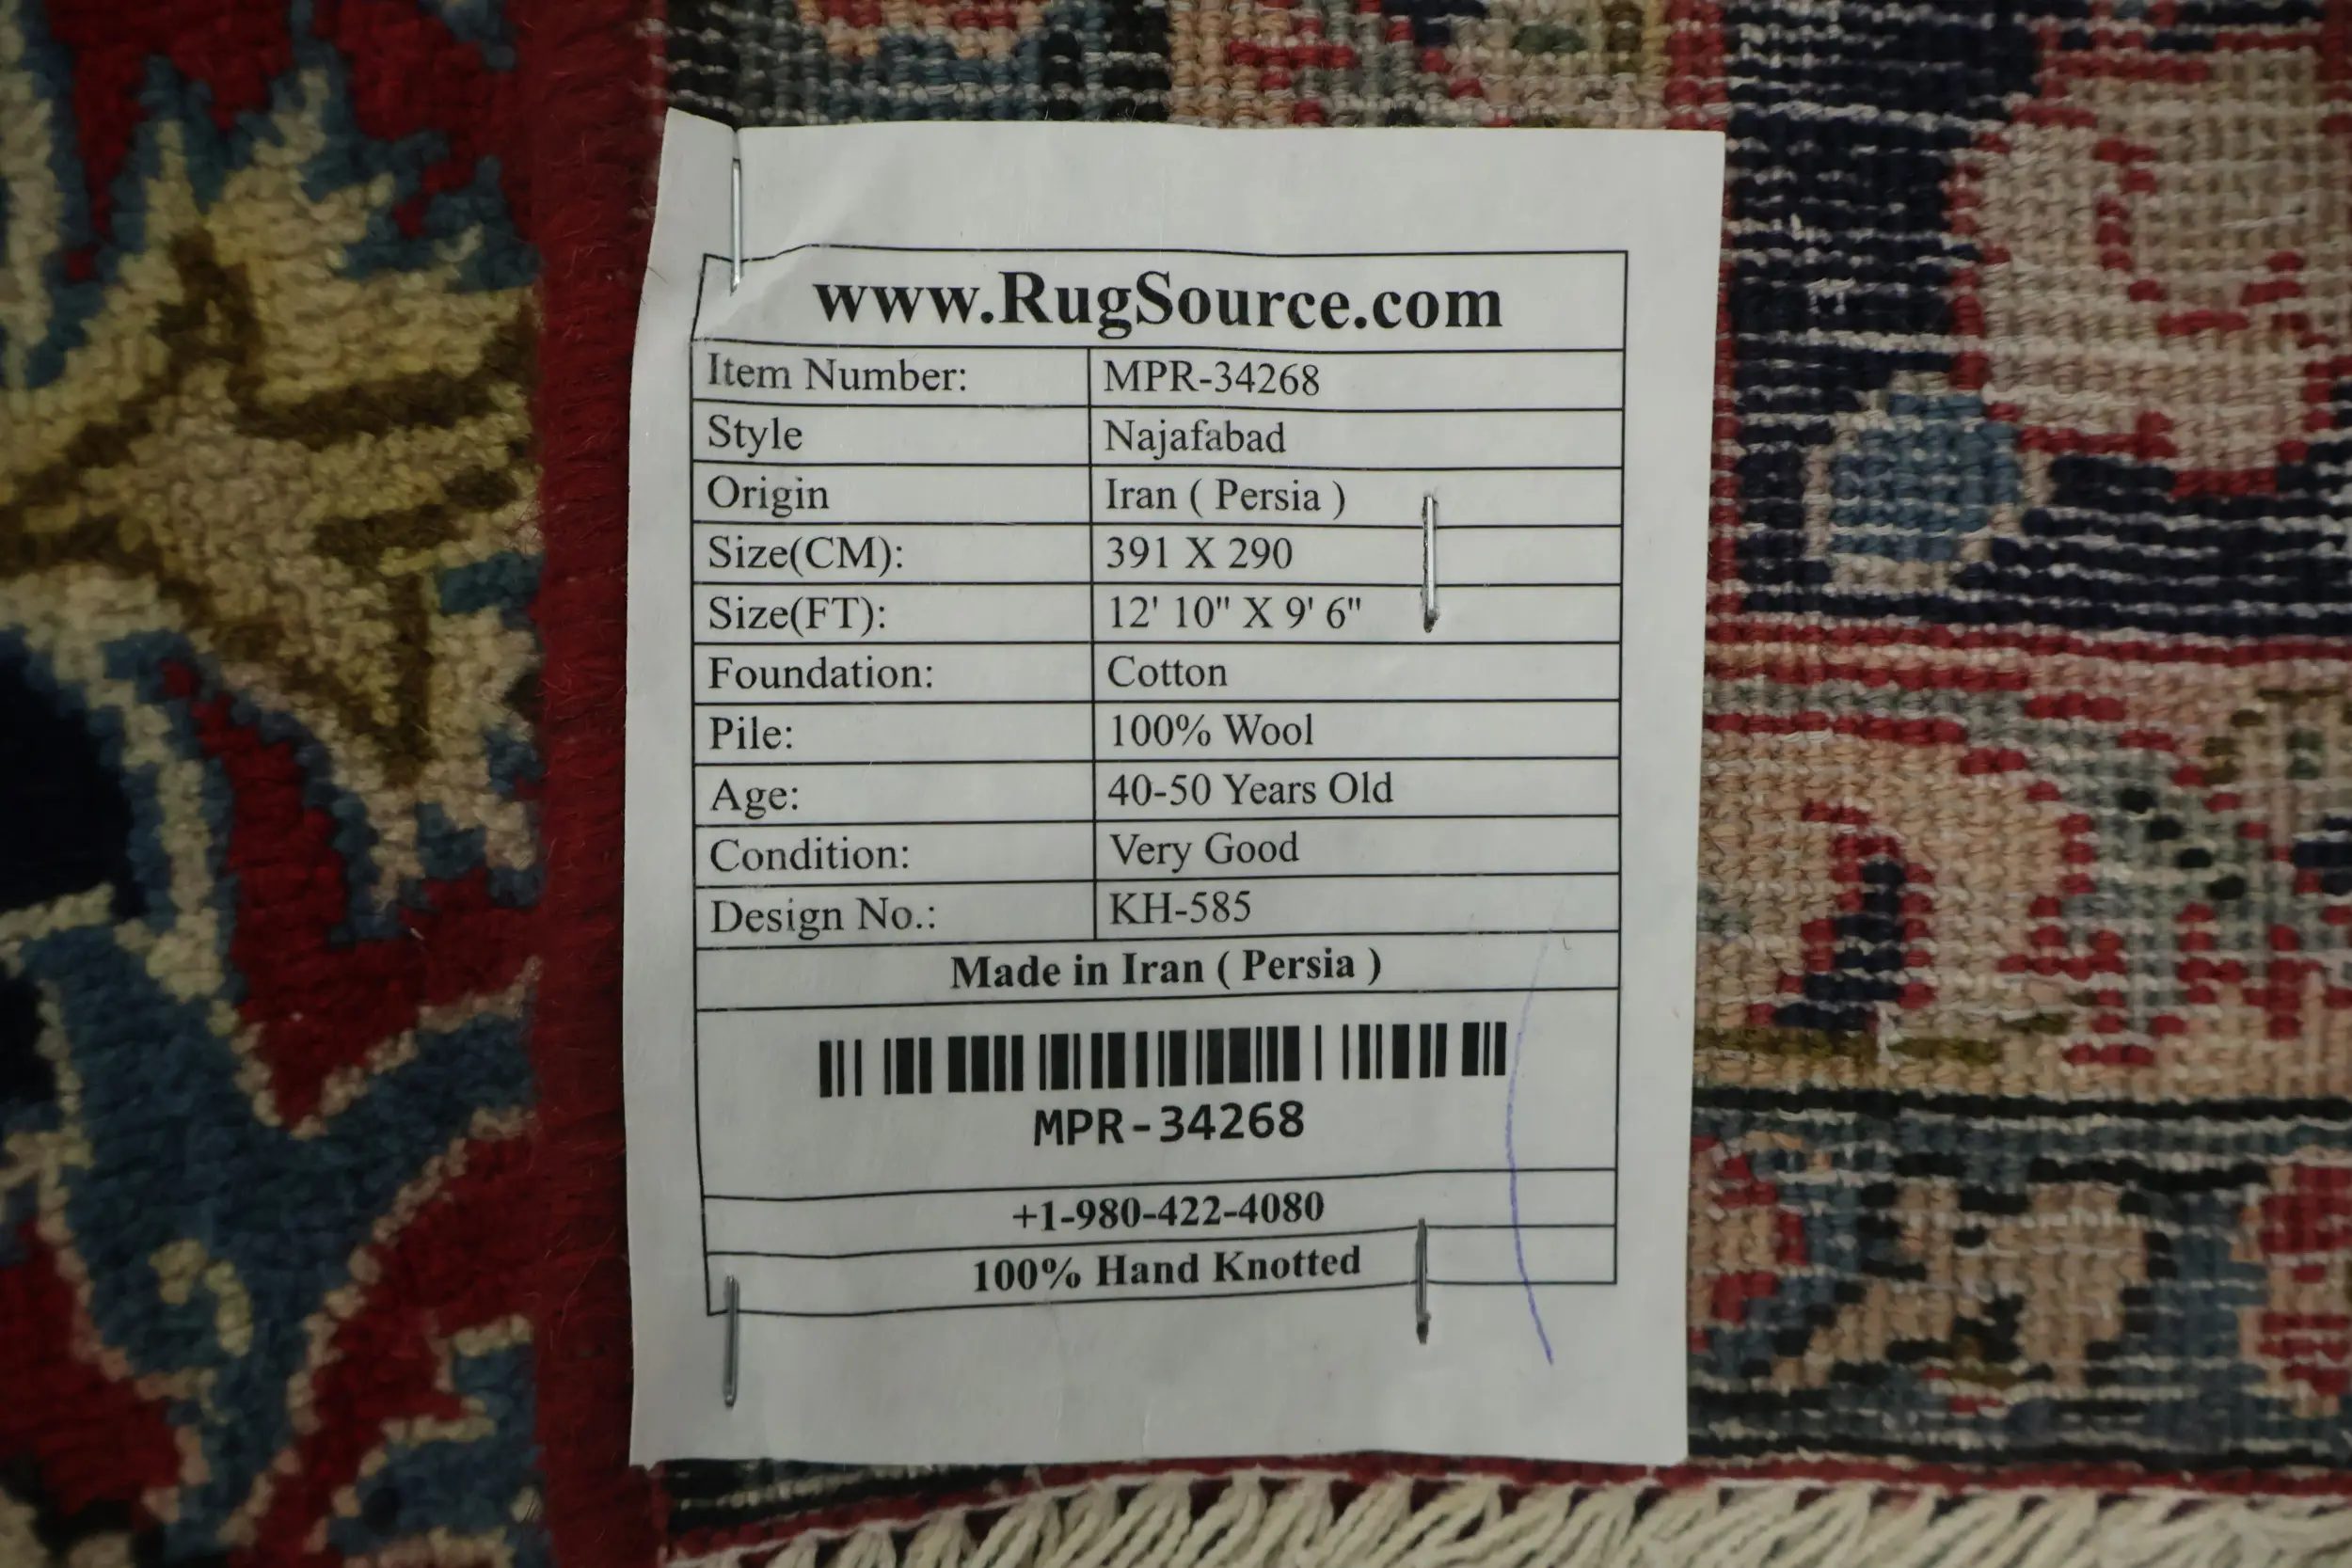 www.RugSource.com
Item Number: MPR-34268
Style Najafabad
Origin Iran ( Persia )
Size(CM): 391 X 290
Size(FT): 12' 10" X 9' 6"
Foundation: Cotton
Pile: 100% Wool
Age: 40-50 Years Old
Condition: Very Good
Design No.: KH-585
Made in Iran ( Persia )
MPR-34268
+1-980-422-4080
100% Hand Knotted